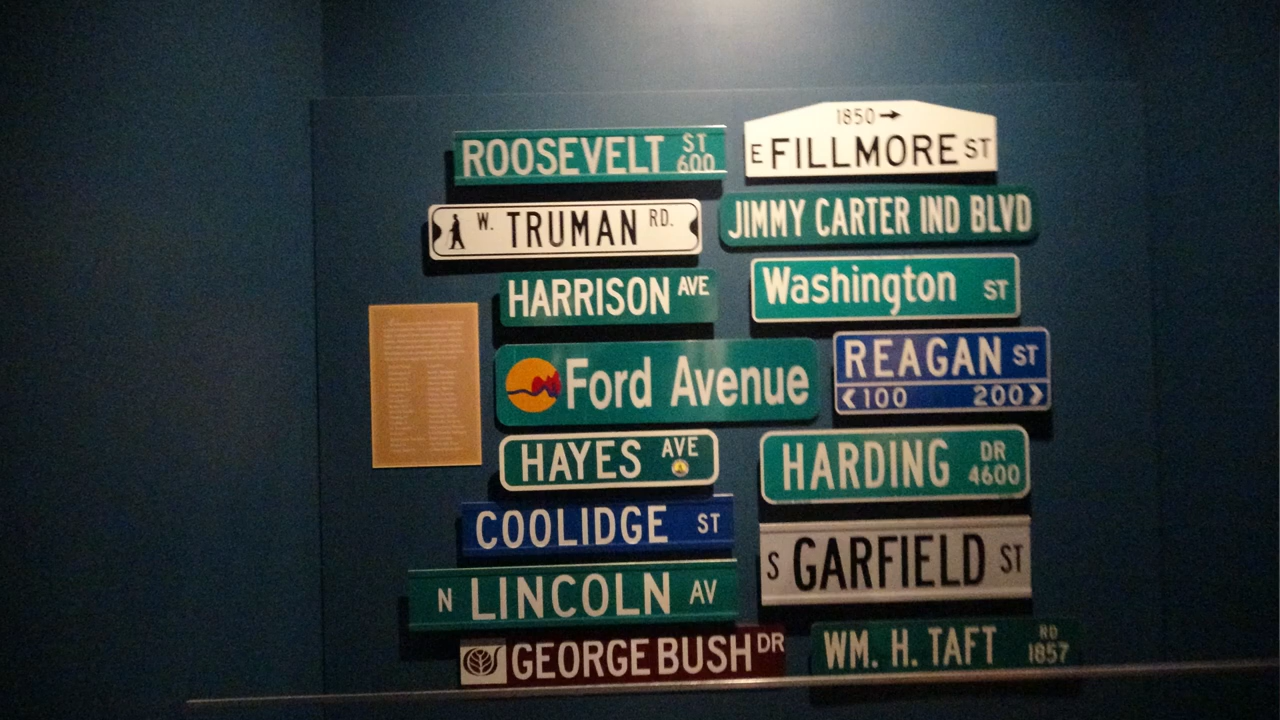 ROOSEVELT ST 600
1850 →
E FILLMORE ST
W. TRUMAN RD.
JIMMY CARTER IND BLVD
HARRISON AVE
Washington ST
Ford Avenue
REAGAN ST
<100 200>
HAYES AVE
HARDING DR 4600
COOLIDGE ST
S GARFIELD ST
N LINCOLN AV
GEORGE BUSH DR
WM. H. TAFT RD 1857